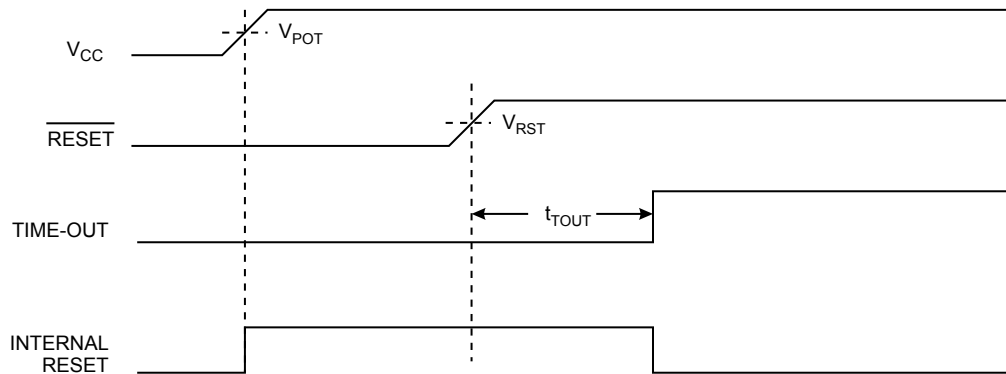 V_CC
V_POT
RESET
V_RST
TIME-OUT
t_TOUT
INTERNAL
RESET